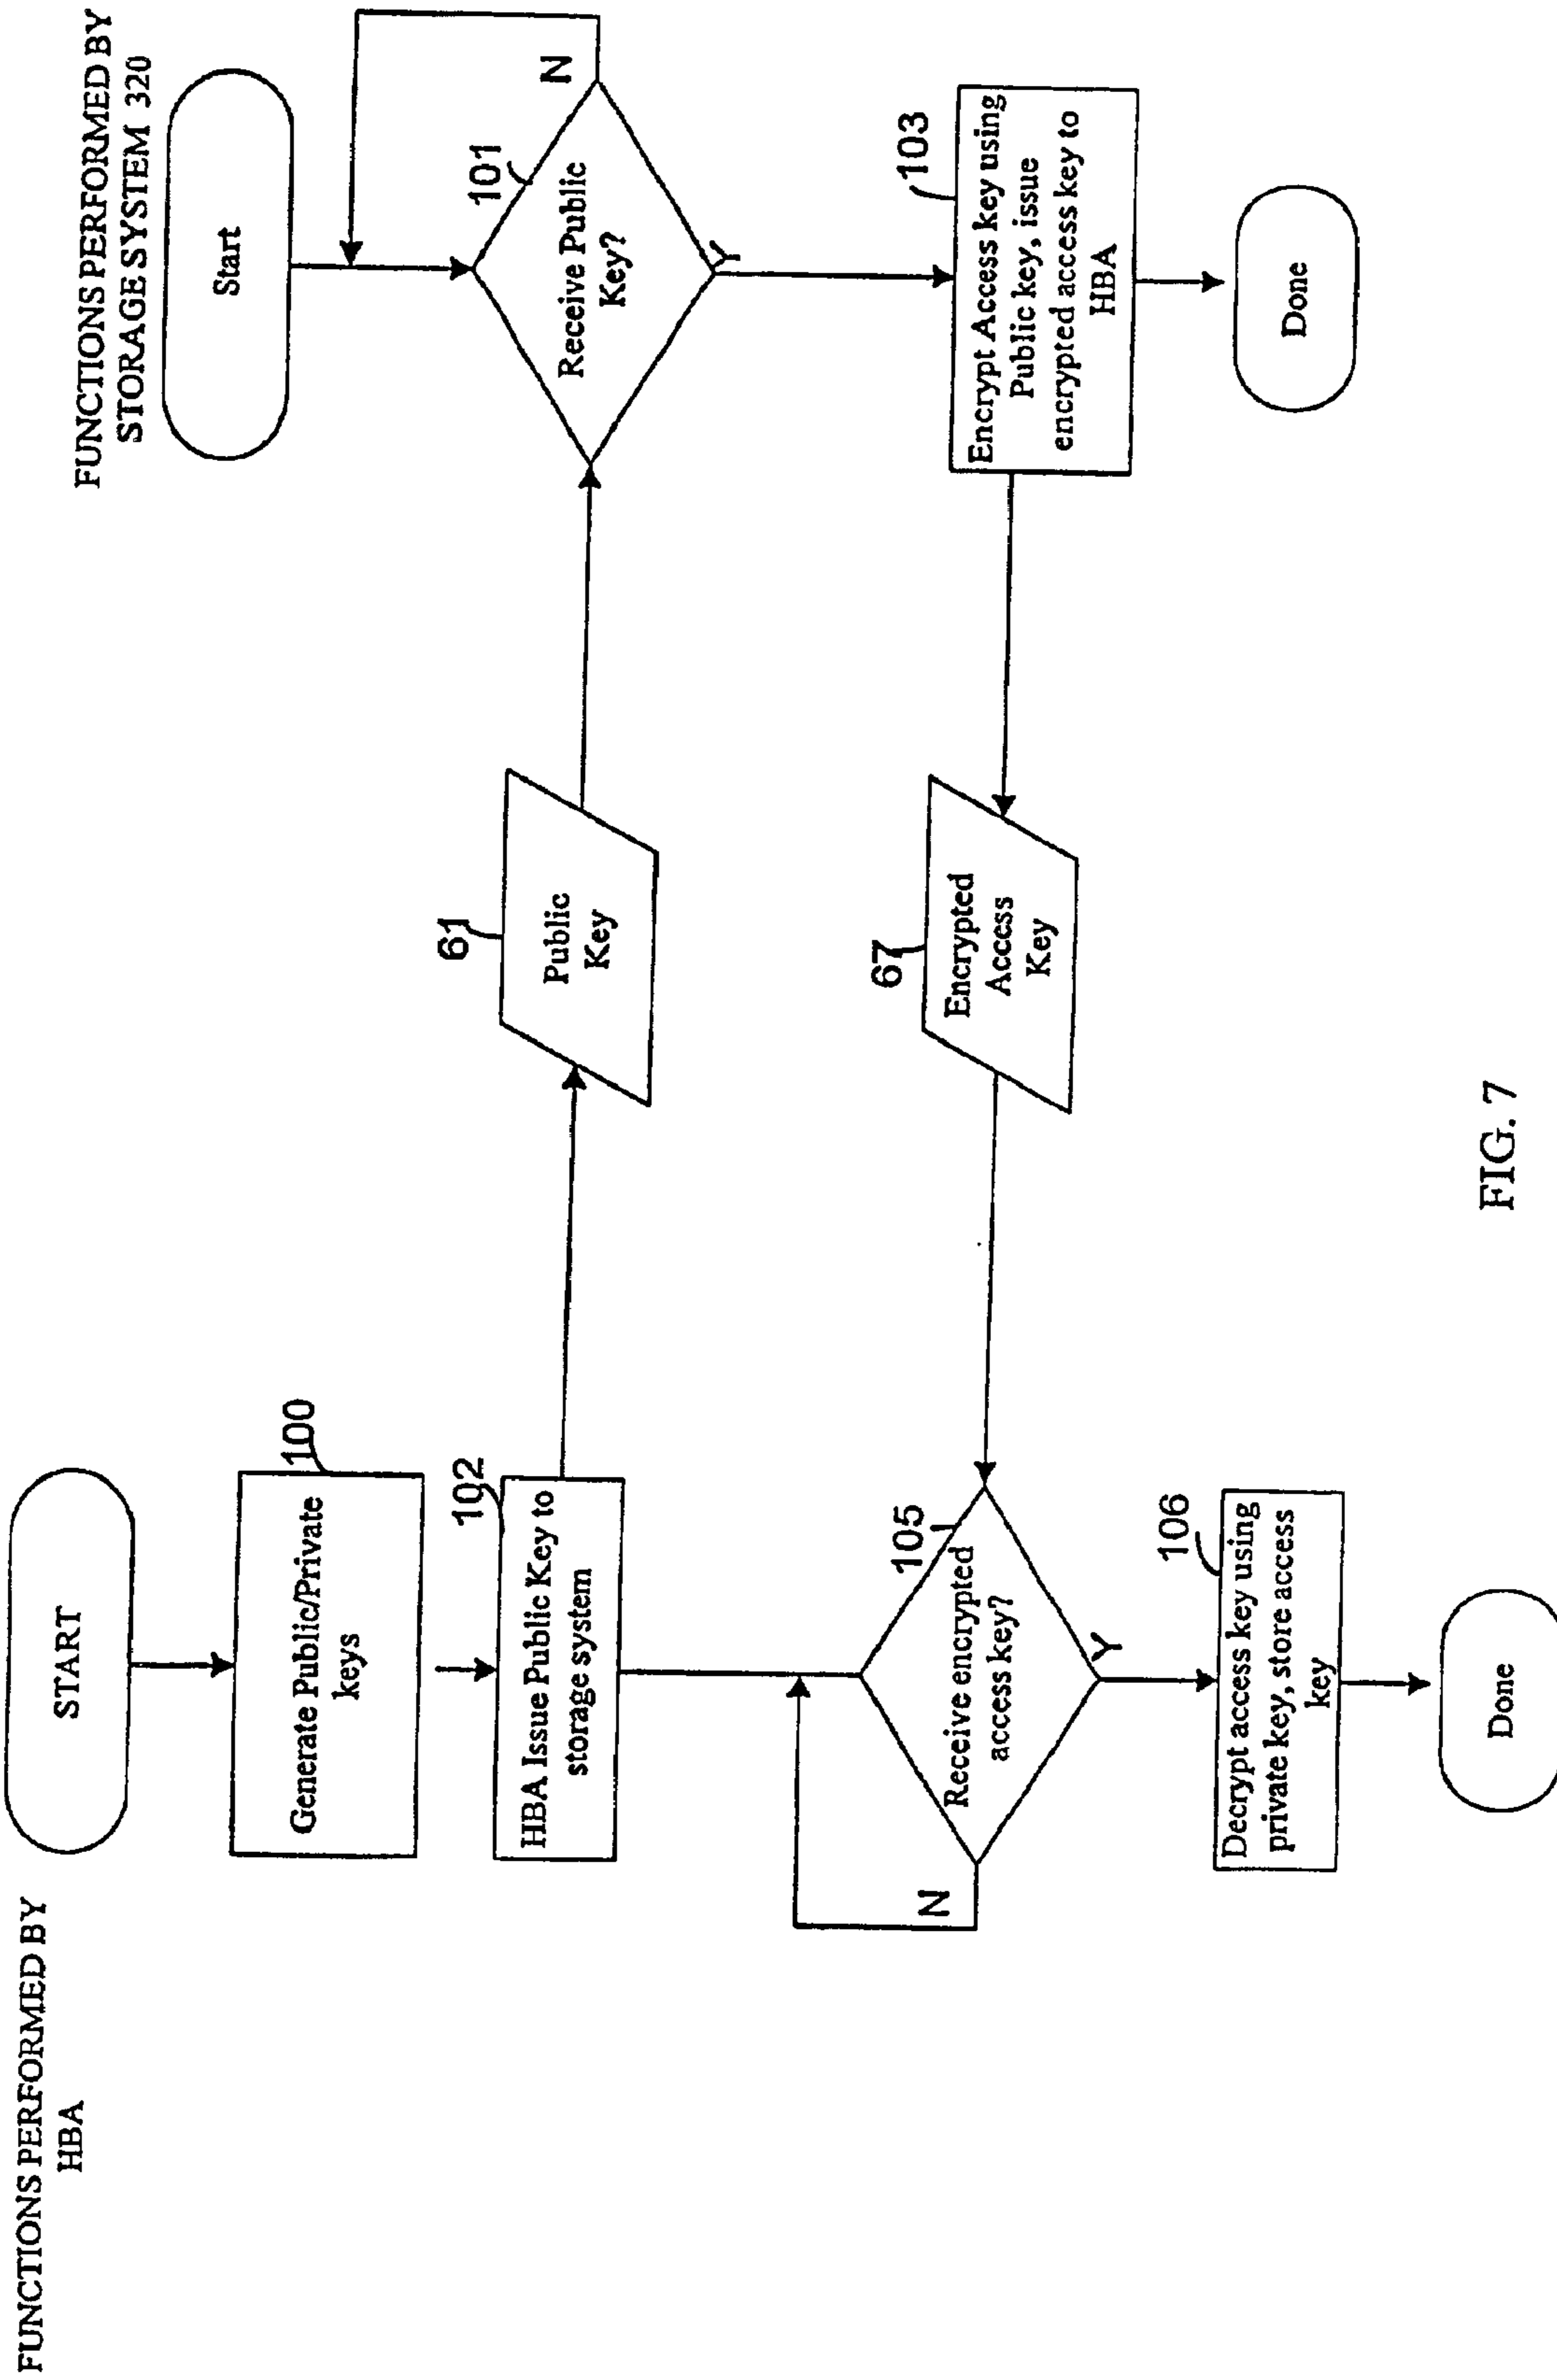 FUNCTIONS PERFORMED BY
HBA
START
Generate Public/Private
keys
100
HBA Issue Public Key to
storage system
102
Receive encrypted
access key?
105
N
Y
Decrypt access key using
private key, store access
key
106
Done
61
Public
Key
67
Encrypted
Access
Key
FUNCTIONS PERFORMED BY
STORAGE SYSTEM 320
Start
Receive Public
Key?
101
N
Y
Encrypt Access key using
Public key, issue
encrypted access key to
HBA
103
Done
FIG. 7